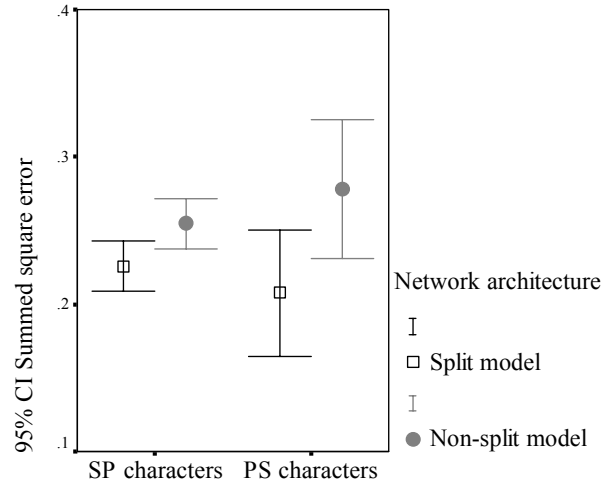 .4
.3
.2
.1
95% CI Summed square error
SP characters PS characters
Network architecture
Split model
Non-split model